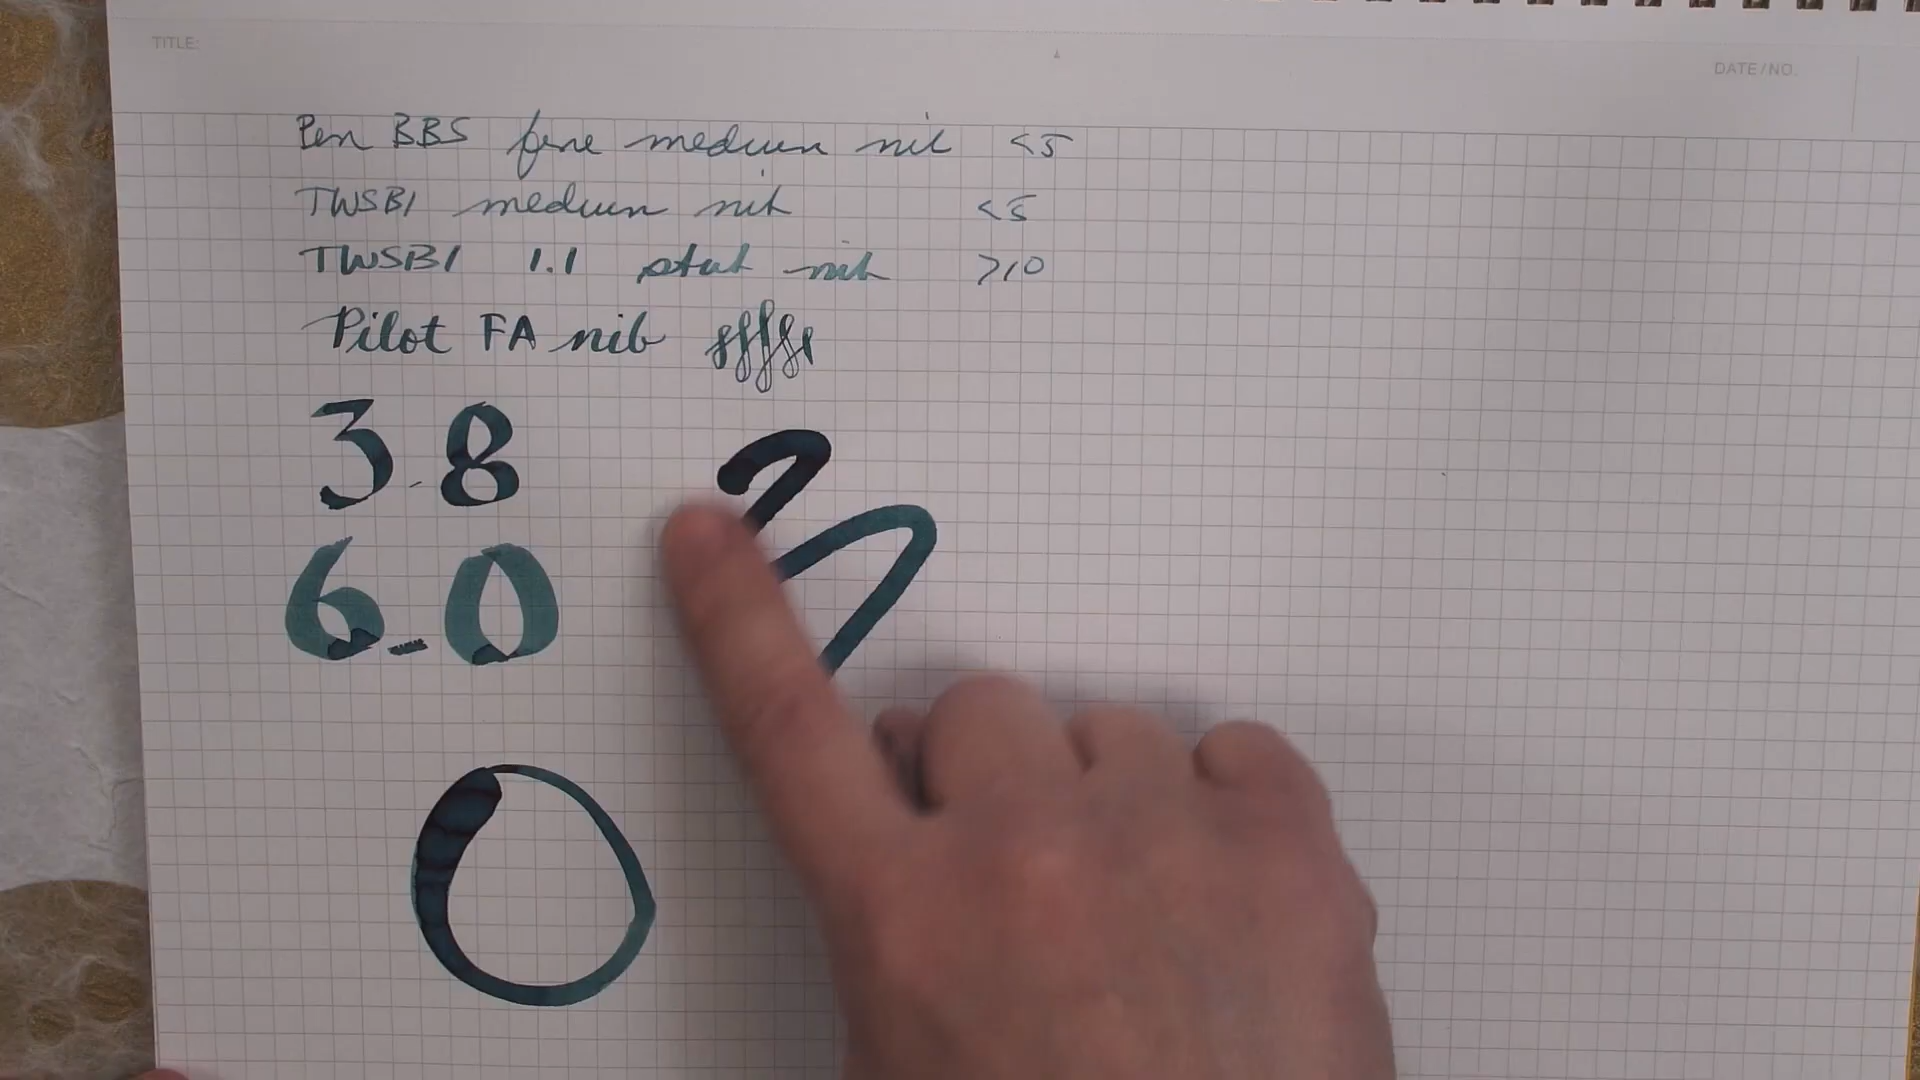 TITLE:
DATE/NO.
Pen BBS fine medium nib <5
TWSBI medium nib <5
TWSBI 1.1 stub nib >10
Pilot FA nib
3.8
6.0